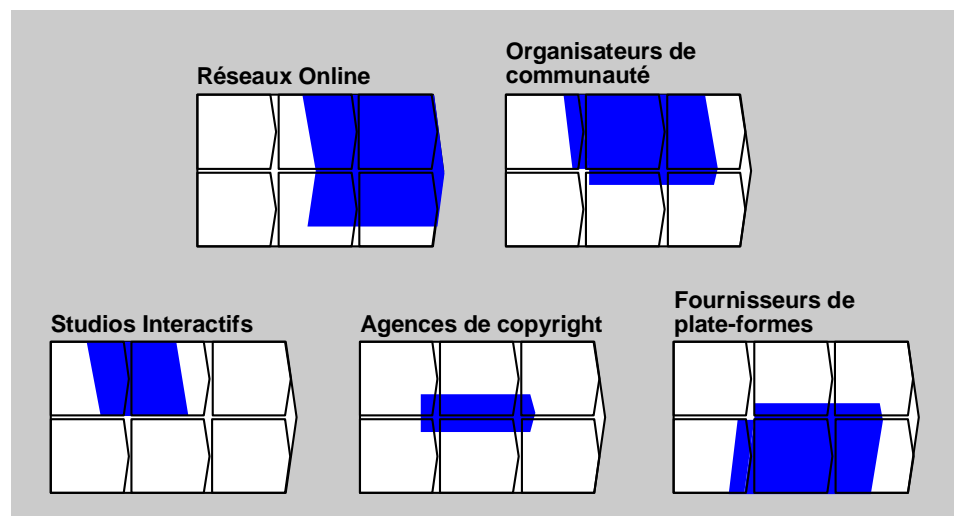 Réseaux Online
Organisateurs de
communauté
Studios Interactifs
Agences de copyright
Fournisseurs de
plate-formes